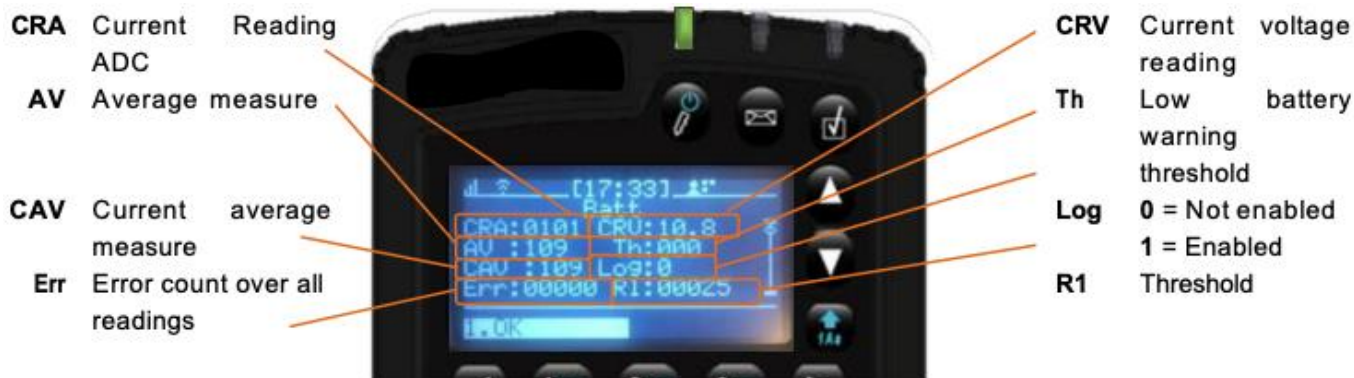 CRA Current Reading
ADC
AV Average measure
CAV Current average
measure
Err Error count over all
readings
[17:33]
Batt
CRA:0101 CRV:10.8
AV :109 Th:000
CAV :109 Log:0
Err:00000 R1:00025
1.OK
1Aa
CRV Current voltage
reading
Th Low battery
warning
threshold
Log 0 = Not enabled
1 = Enabled
R1 Threshold